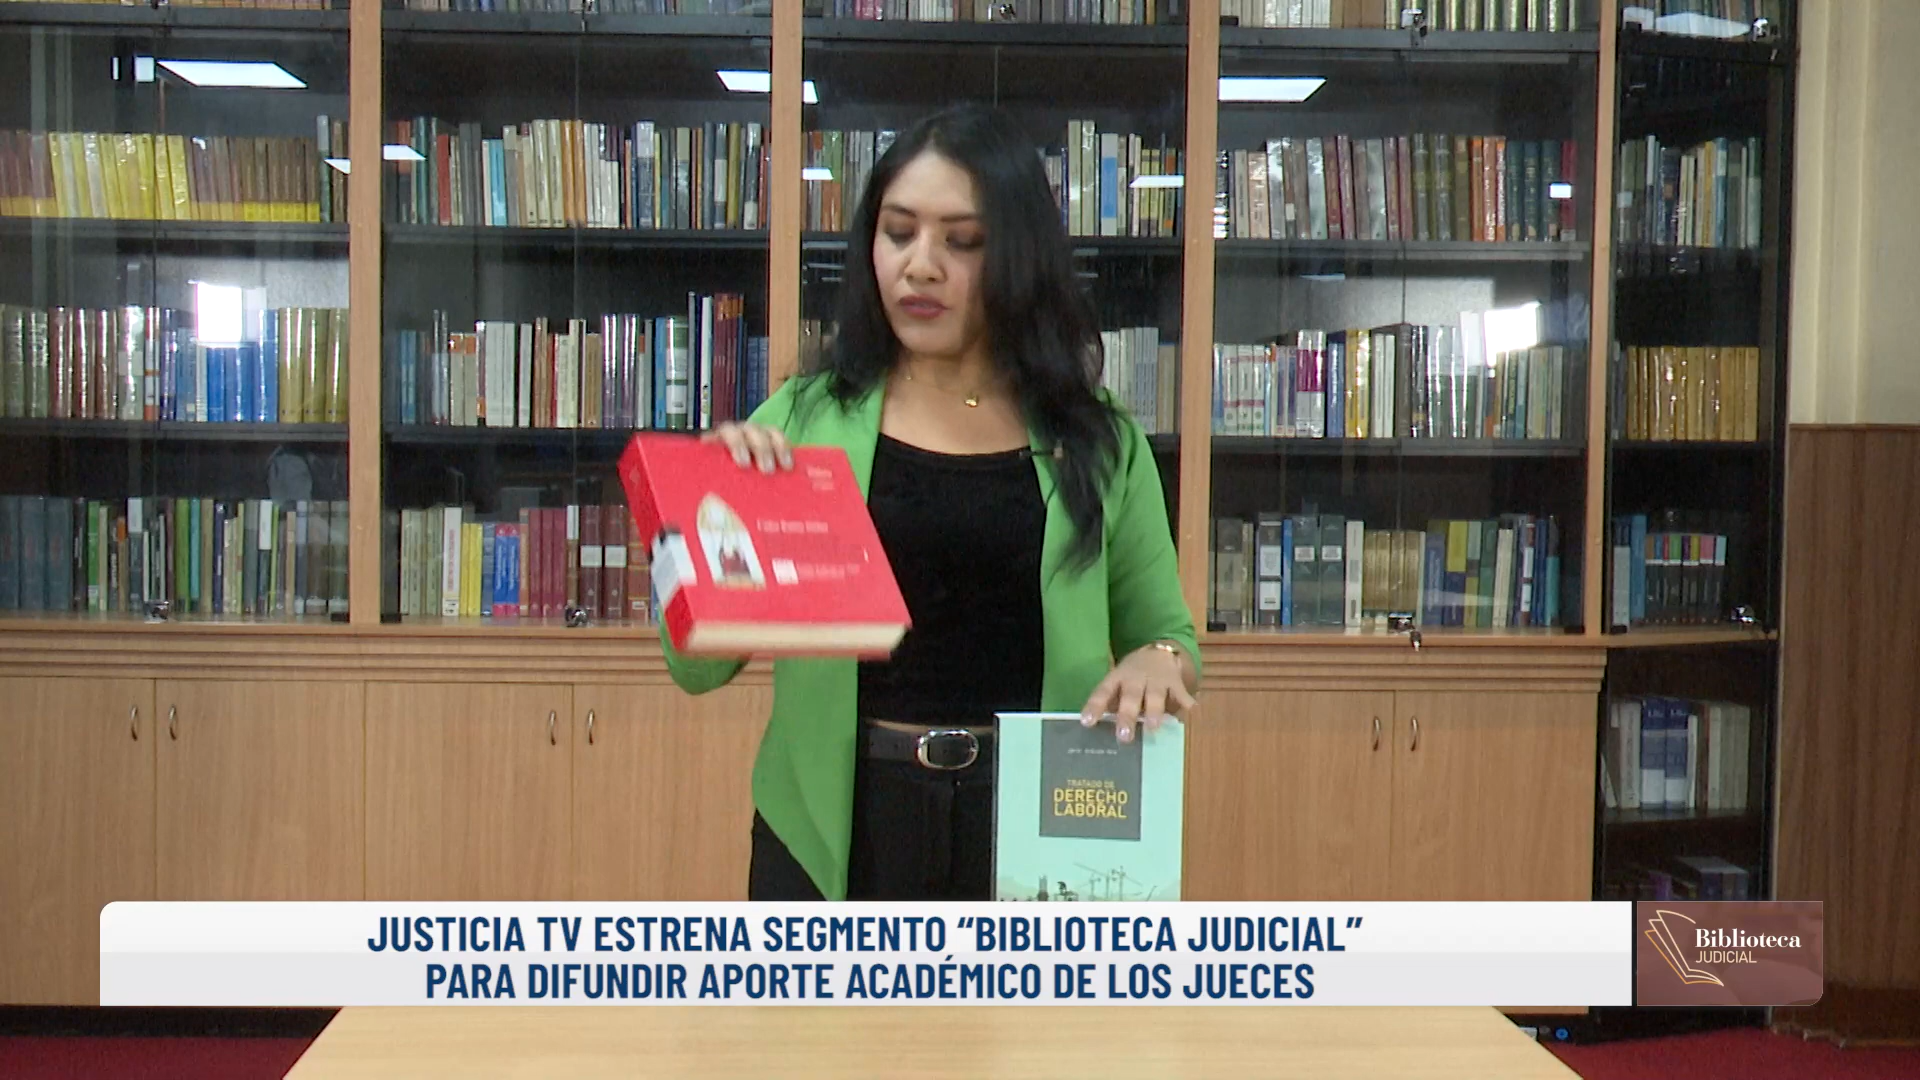 TRATADO DE
DERECHO
LABORAL
JUSTICIA TV ESTRENA SEGMENTO “BIBLIOTECA JUDICIAL”
PARA DIFUNDIR APORTE ACADÉMICO DE LOS JUECES
Biblioteca
JUDICIAL